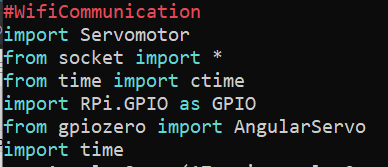 #WifiCommunication
import Servomotor
from socket import *
from time import ctime
import RPi.GPIO as GPIO
from gpiozero import AngularServo
import time